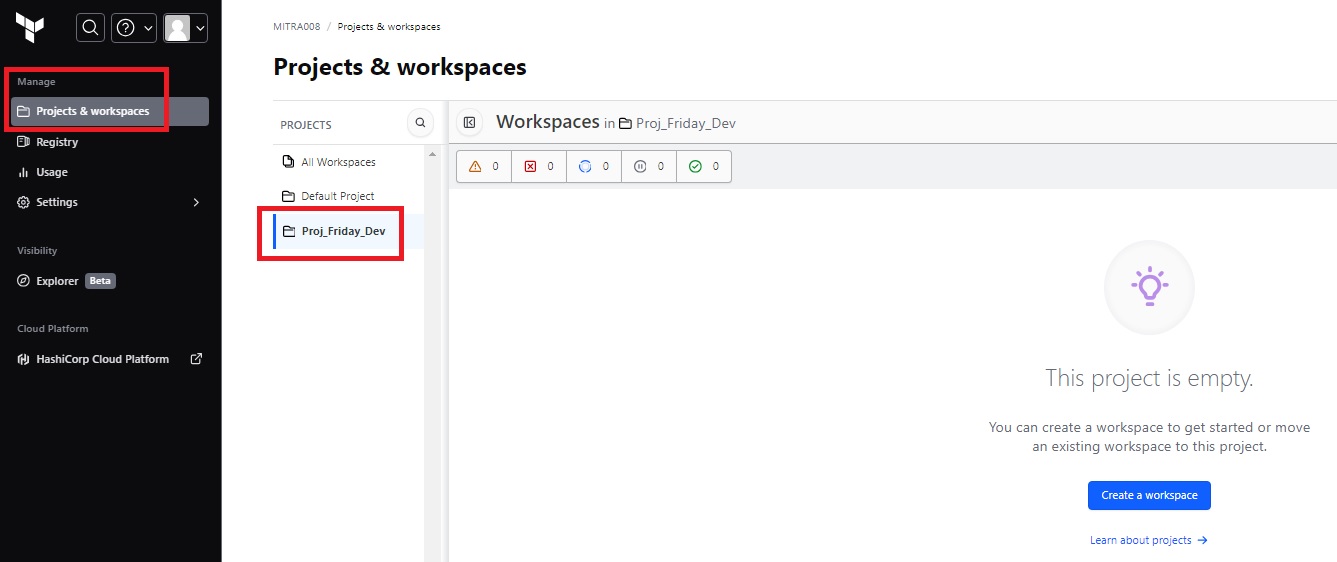 MITRA008 / Projects & workspaces
Projects & workspaces
Manage
Projects & workspaces
Registry
Usage
Settings
Visibility
Explorer Beta
Cloud Platform
HashiCorp Cloud Platform
PROJECTS
All Workspaces
Default Project
Proj_Friday_Dev
Workspaces in Proj_Friday_Dev
0 0 0 0 0
This project is empty.
You can create a workspace to get started or move
an existing workspace to this project.
Create a workspace
Learn about projects